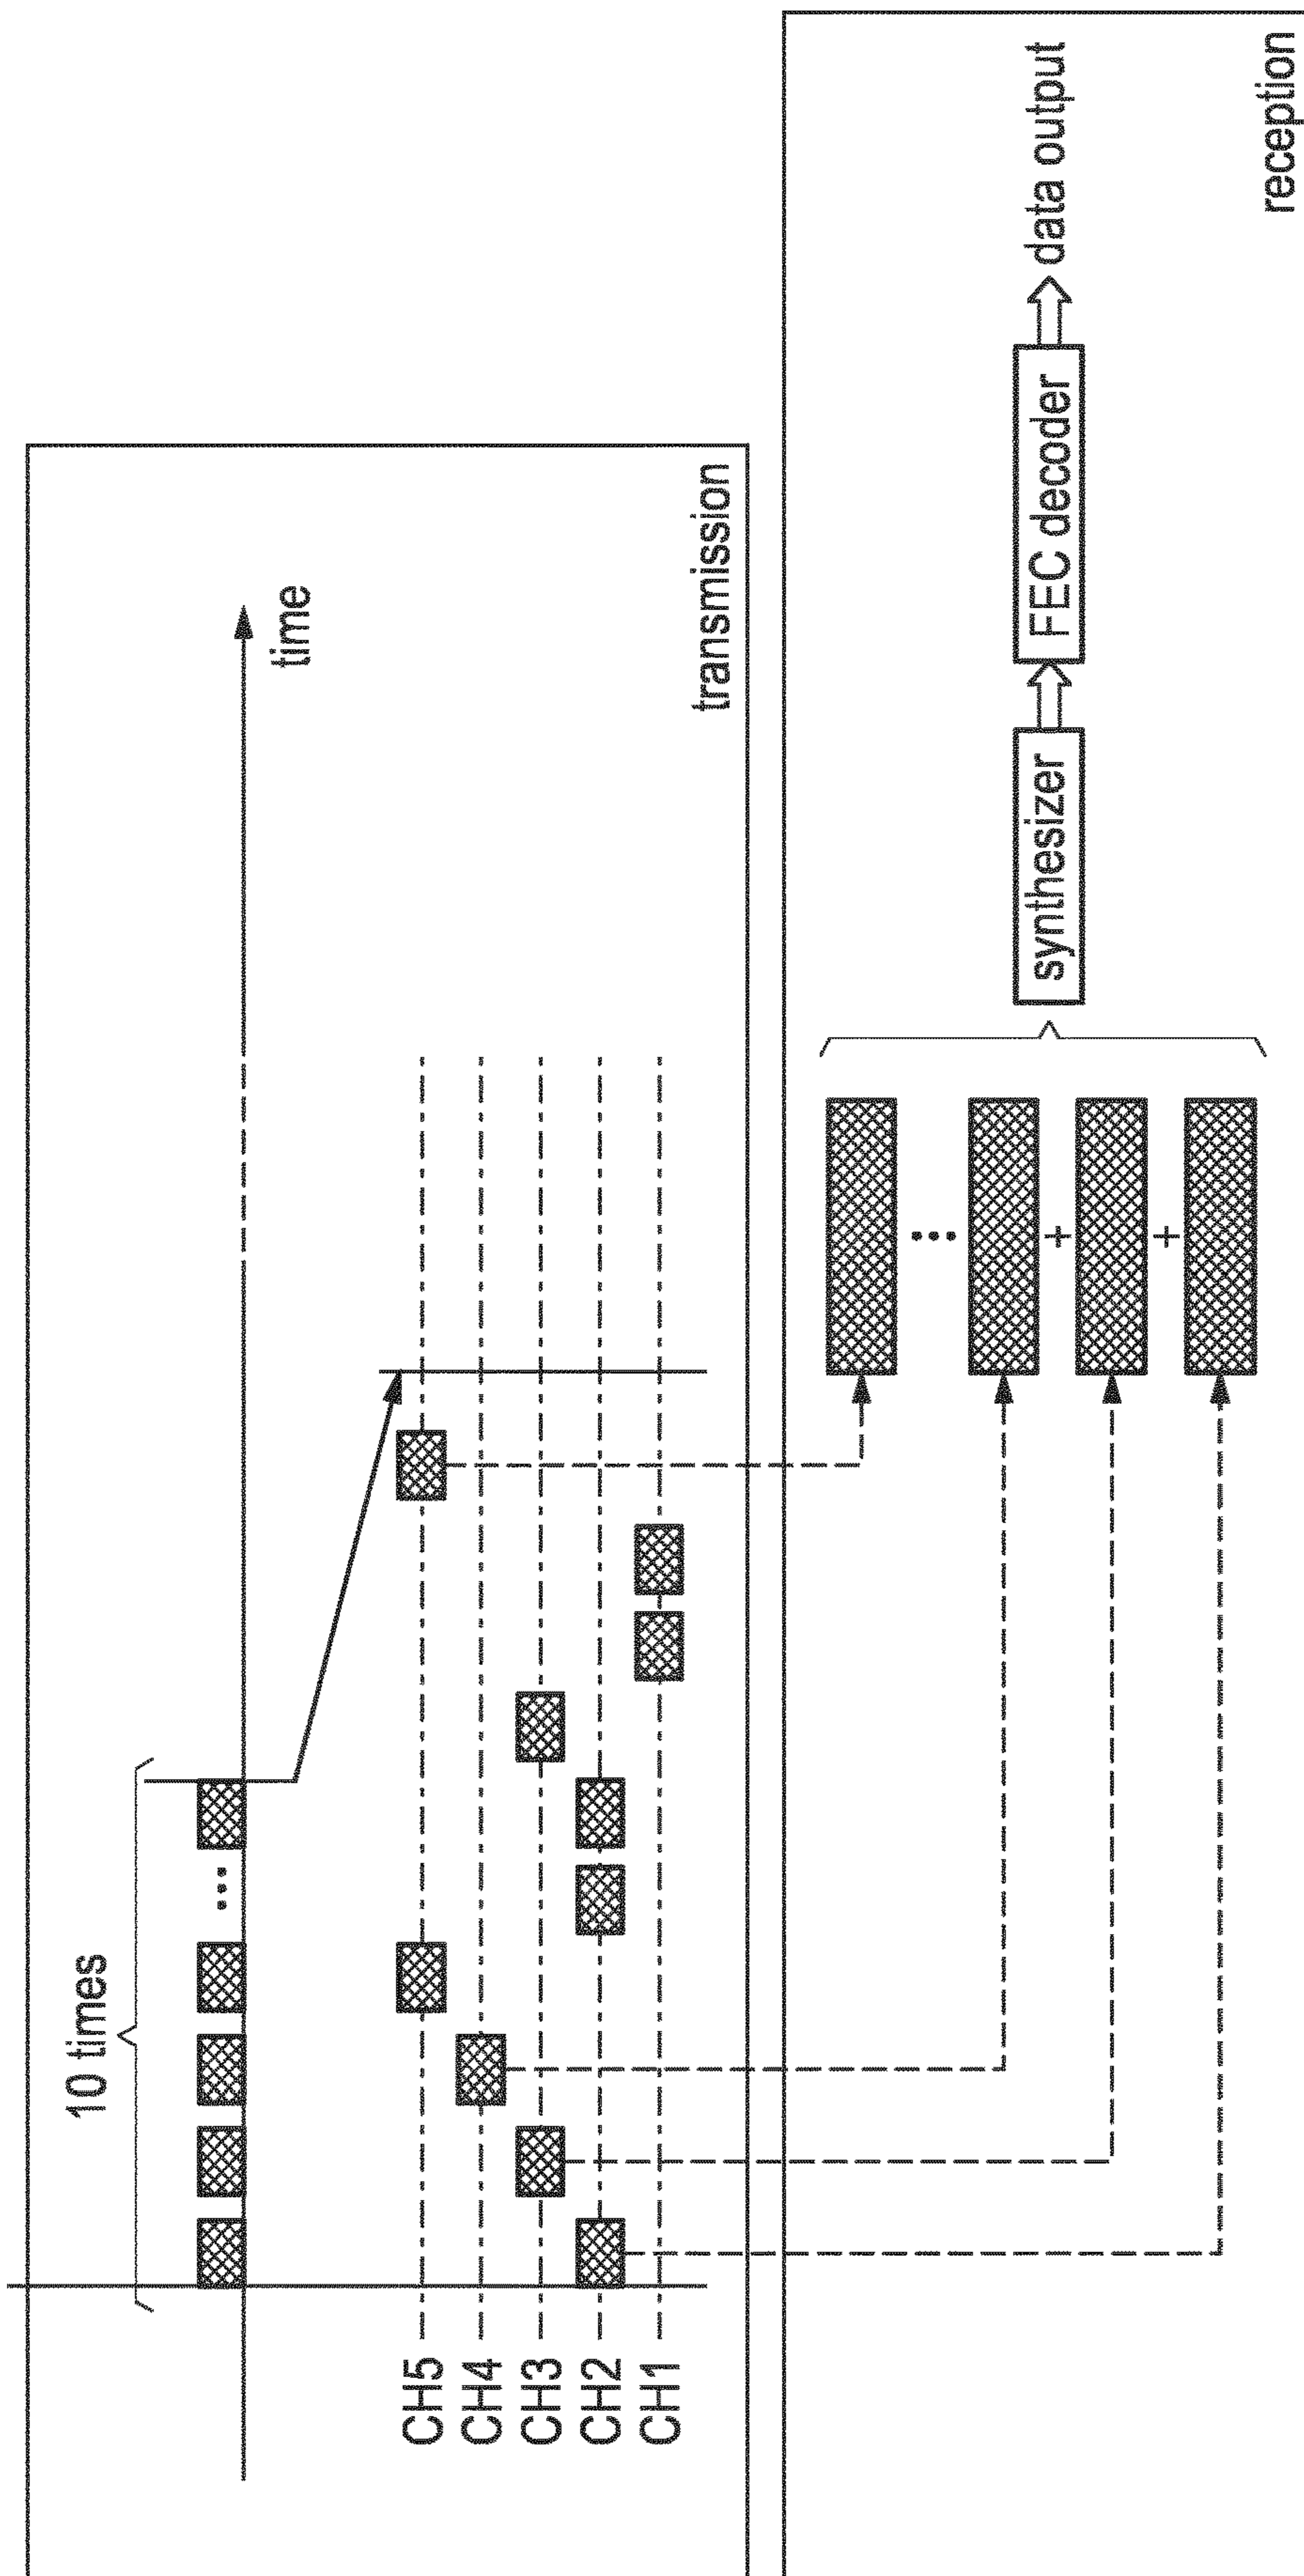 10 times
...
time
CH5
CH4
CH3
CH2
CH1
transmission
...
+
+
synthesizer
FEC decoder
data output
reception